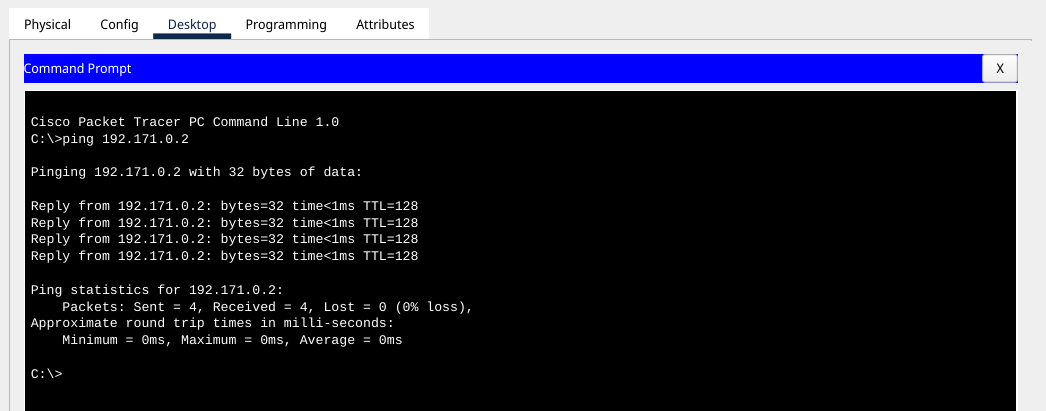 Physical Config Desktop Programming Attributes
Command Prompt X
Cisco Packet Tracer PC Command Line 1.0
C:\>ping 192.171.0.2
Pinging 192.171.0.2 with 32 bytes of data:
Reply from 192.171.0.2: bytes=32 time<1ms TTL=128
Reply from 192.171.0.2: bytes=32 time<1ms TTL=128
Reply from 192.171.0.2: bytes=32 time<1ms TTL=128
Reply from 192.171.0.2: bytes=32 time<1ms TTL=128
Ping statistics for 192.171.0.2:
Packets: Sent = 4, Received = 4, Lost = 0 (0% loss),
Approximate round trip times in milli-seconds:
Minimum = 0ms, Maximum = 0ms, Average = 0ms
C:\>